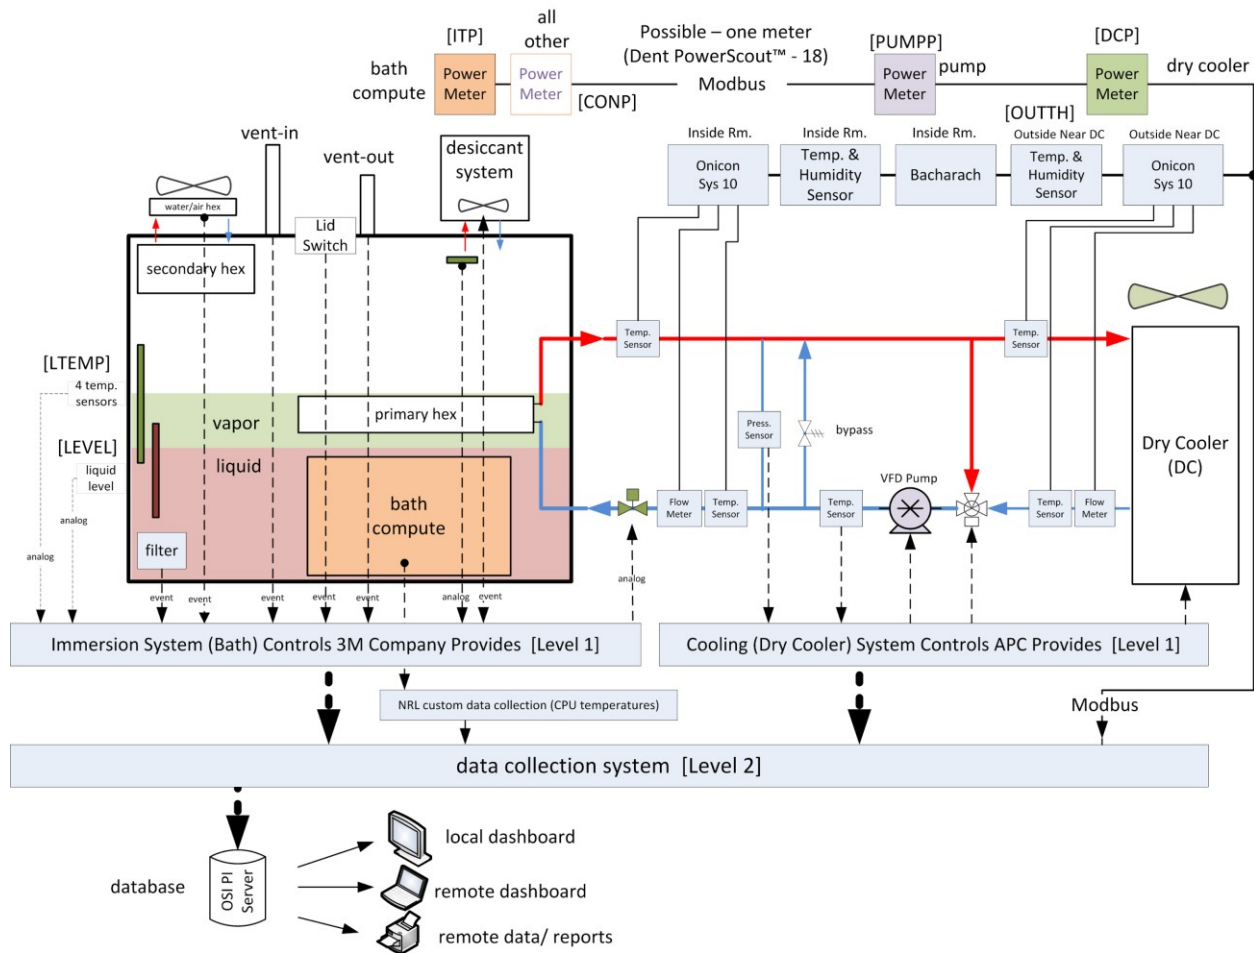 [ITP]
all
other
Possible – one meter
(Dent PowerScout™ - 18)
[PUMPP]
[DCP]
bath
compute
Power
Meter
Power
Meter
[CONP]
Modbus
Power
Meter
pump
Power
Meter
dry cooler
[OUTTH]
Inside Rm.
Inside Rm.
Inside Rm.
Outside Near DC
Outside Near DC
Onicon
Sys 10
Temp. &
Humidity
Sensor
Bacharach
Temp. &
Humidity
Sensor
Onicon
Sys 10
vent-in
vent-out
desiccant
system
water/air hex
Lid
Switch
secondary hex
Temp.
Sensor
Temp.
Sensor
[LTEMP]
4 temp.
sensors
vapor
primary hex
Press.
Sensor
bypass
Dry Cooler
(DC)
[LEVEL]
liquid
level
liquid
bath
compute
VFD Pump
Flow
Meter
Temp.
Sensor
Temp.
Sensor
Temp.
Sensor
Flow
Meter
analog
analog
filter
event
event
event
event
event
analog
event
analog
Immersion System (Bath) Controls 3M Company Provides [Level 1]
Cooling (Dry Cooler) System Controls APC Provides [Level 1]
NRL custom data collection (CPU temperatures)
Modbus
data collection system [Level 2]
database
OSI PI
Server
local dashboard
remote dashboard
remote data/ reports